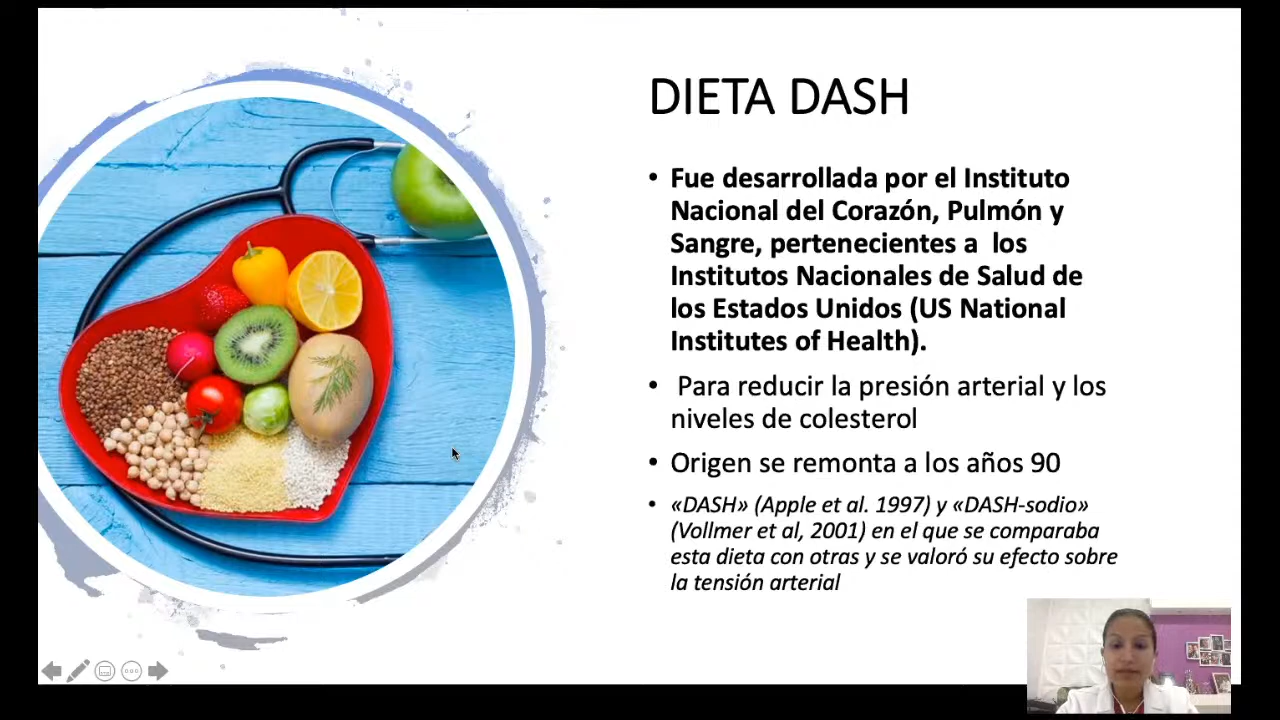 DIETA DASH
• Fue desarrollada por el Instituto
Nacional del Corazón, Pulmón y
Sangre, pertenecientes a los
Institutos Nacionales de Salud de
los Estados Unidos (US National
Institutes of Health).
• Para reducir la presión arterial y los
niveles de colesterol
• Origen se remonta a los años 90
• «DASH» (Apple et al. 1997) y «DASH-sodio»
(Vollmer et al, 2001) en el que se comparaba
esta dieta con otras y se valoró su efecto sobre
la tensión arterial